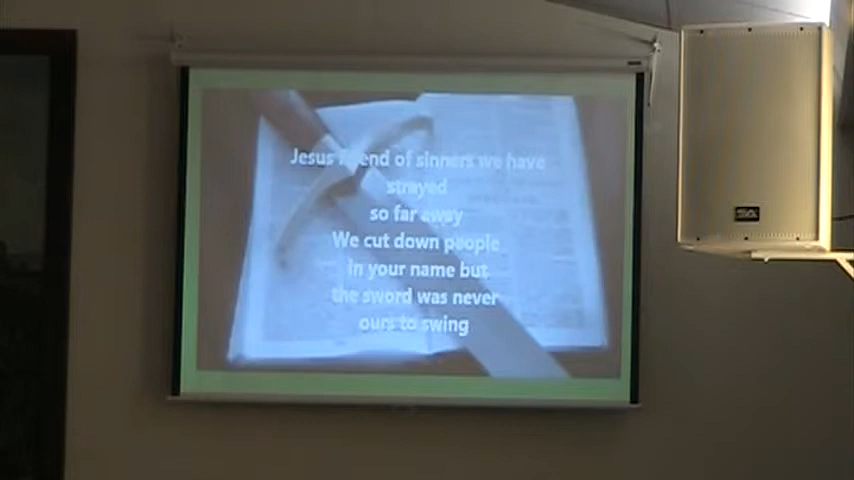 Jesus friend of sinners we have
strayed
so far away
We cut down people
in your name but
the sword was never
ours to swing